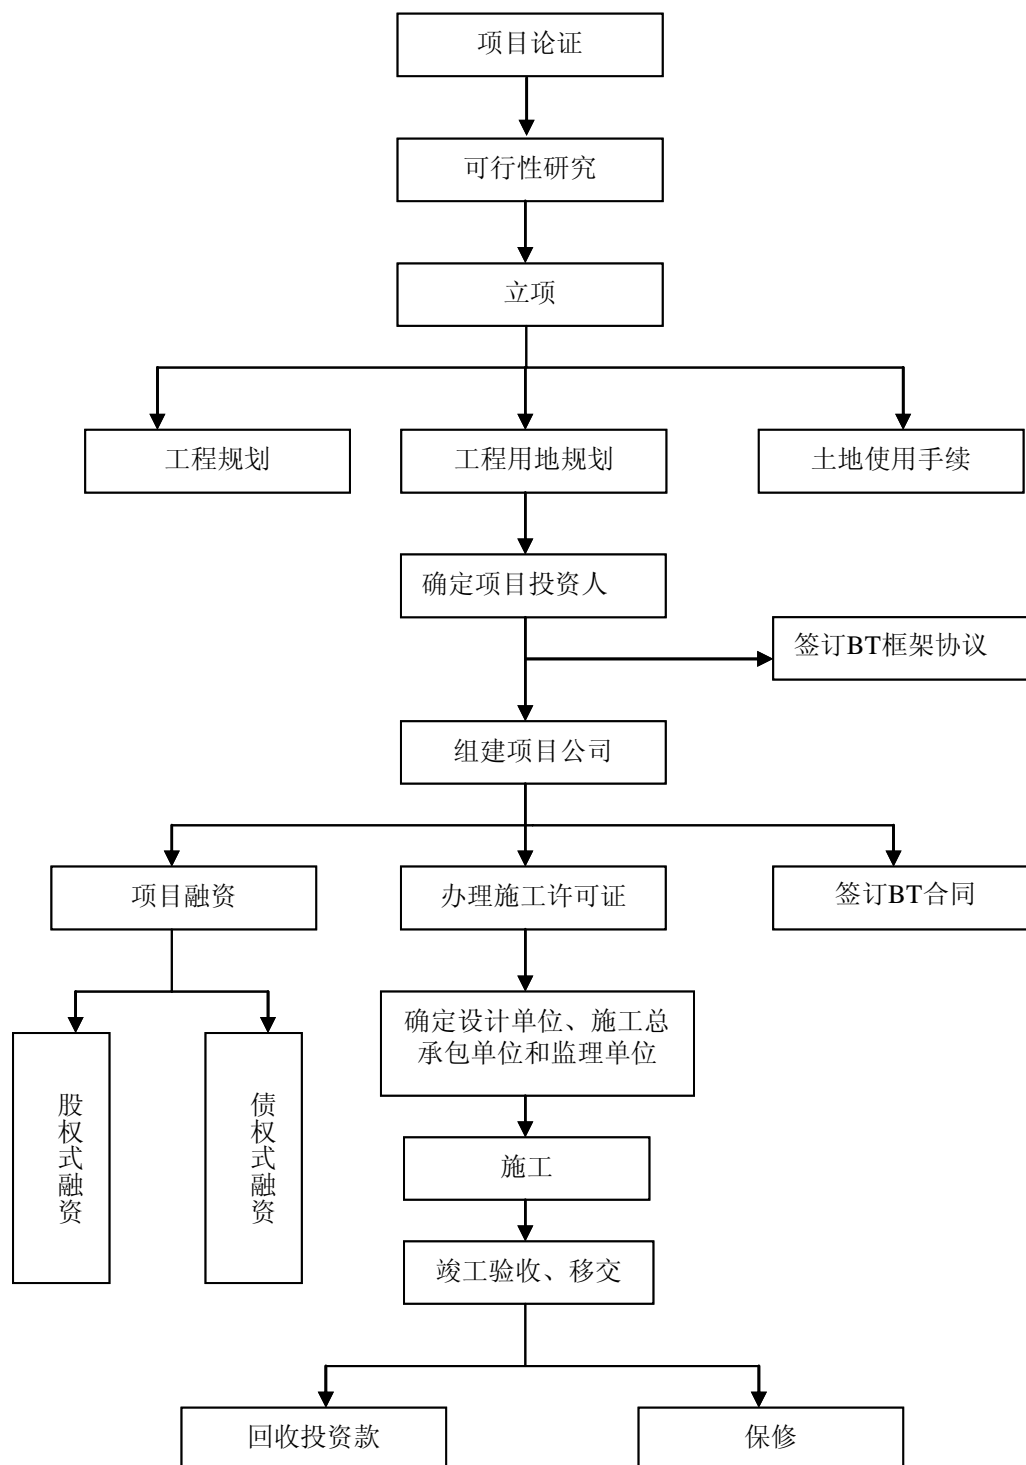 项目论证
可行性研究
立项
工程规划
工程用地规划
土地使用手续
确定项目投资人
签订BT框架协议
组建项目公司
项目融资
办理施工许可证
签订BT合同
确定设计单位、施工总
承包单位和监理单位
股权式融资
债权式融资
施工
竣工验收、移交
回收投资款
保修